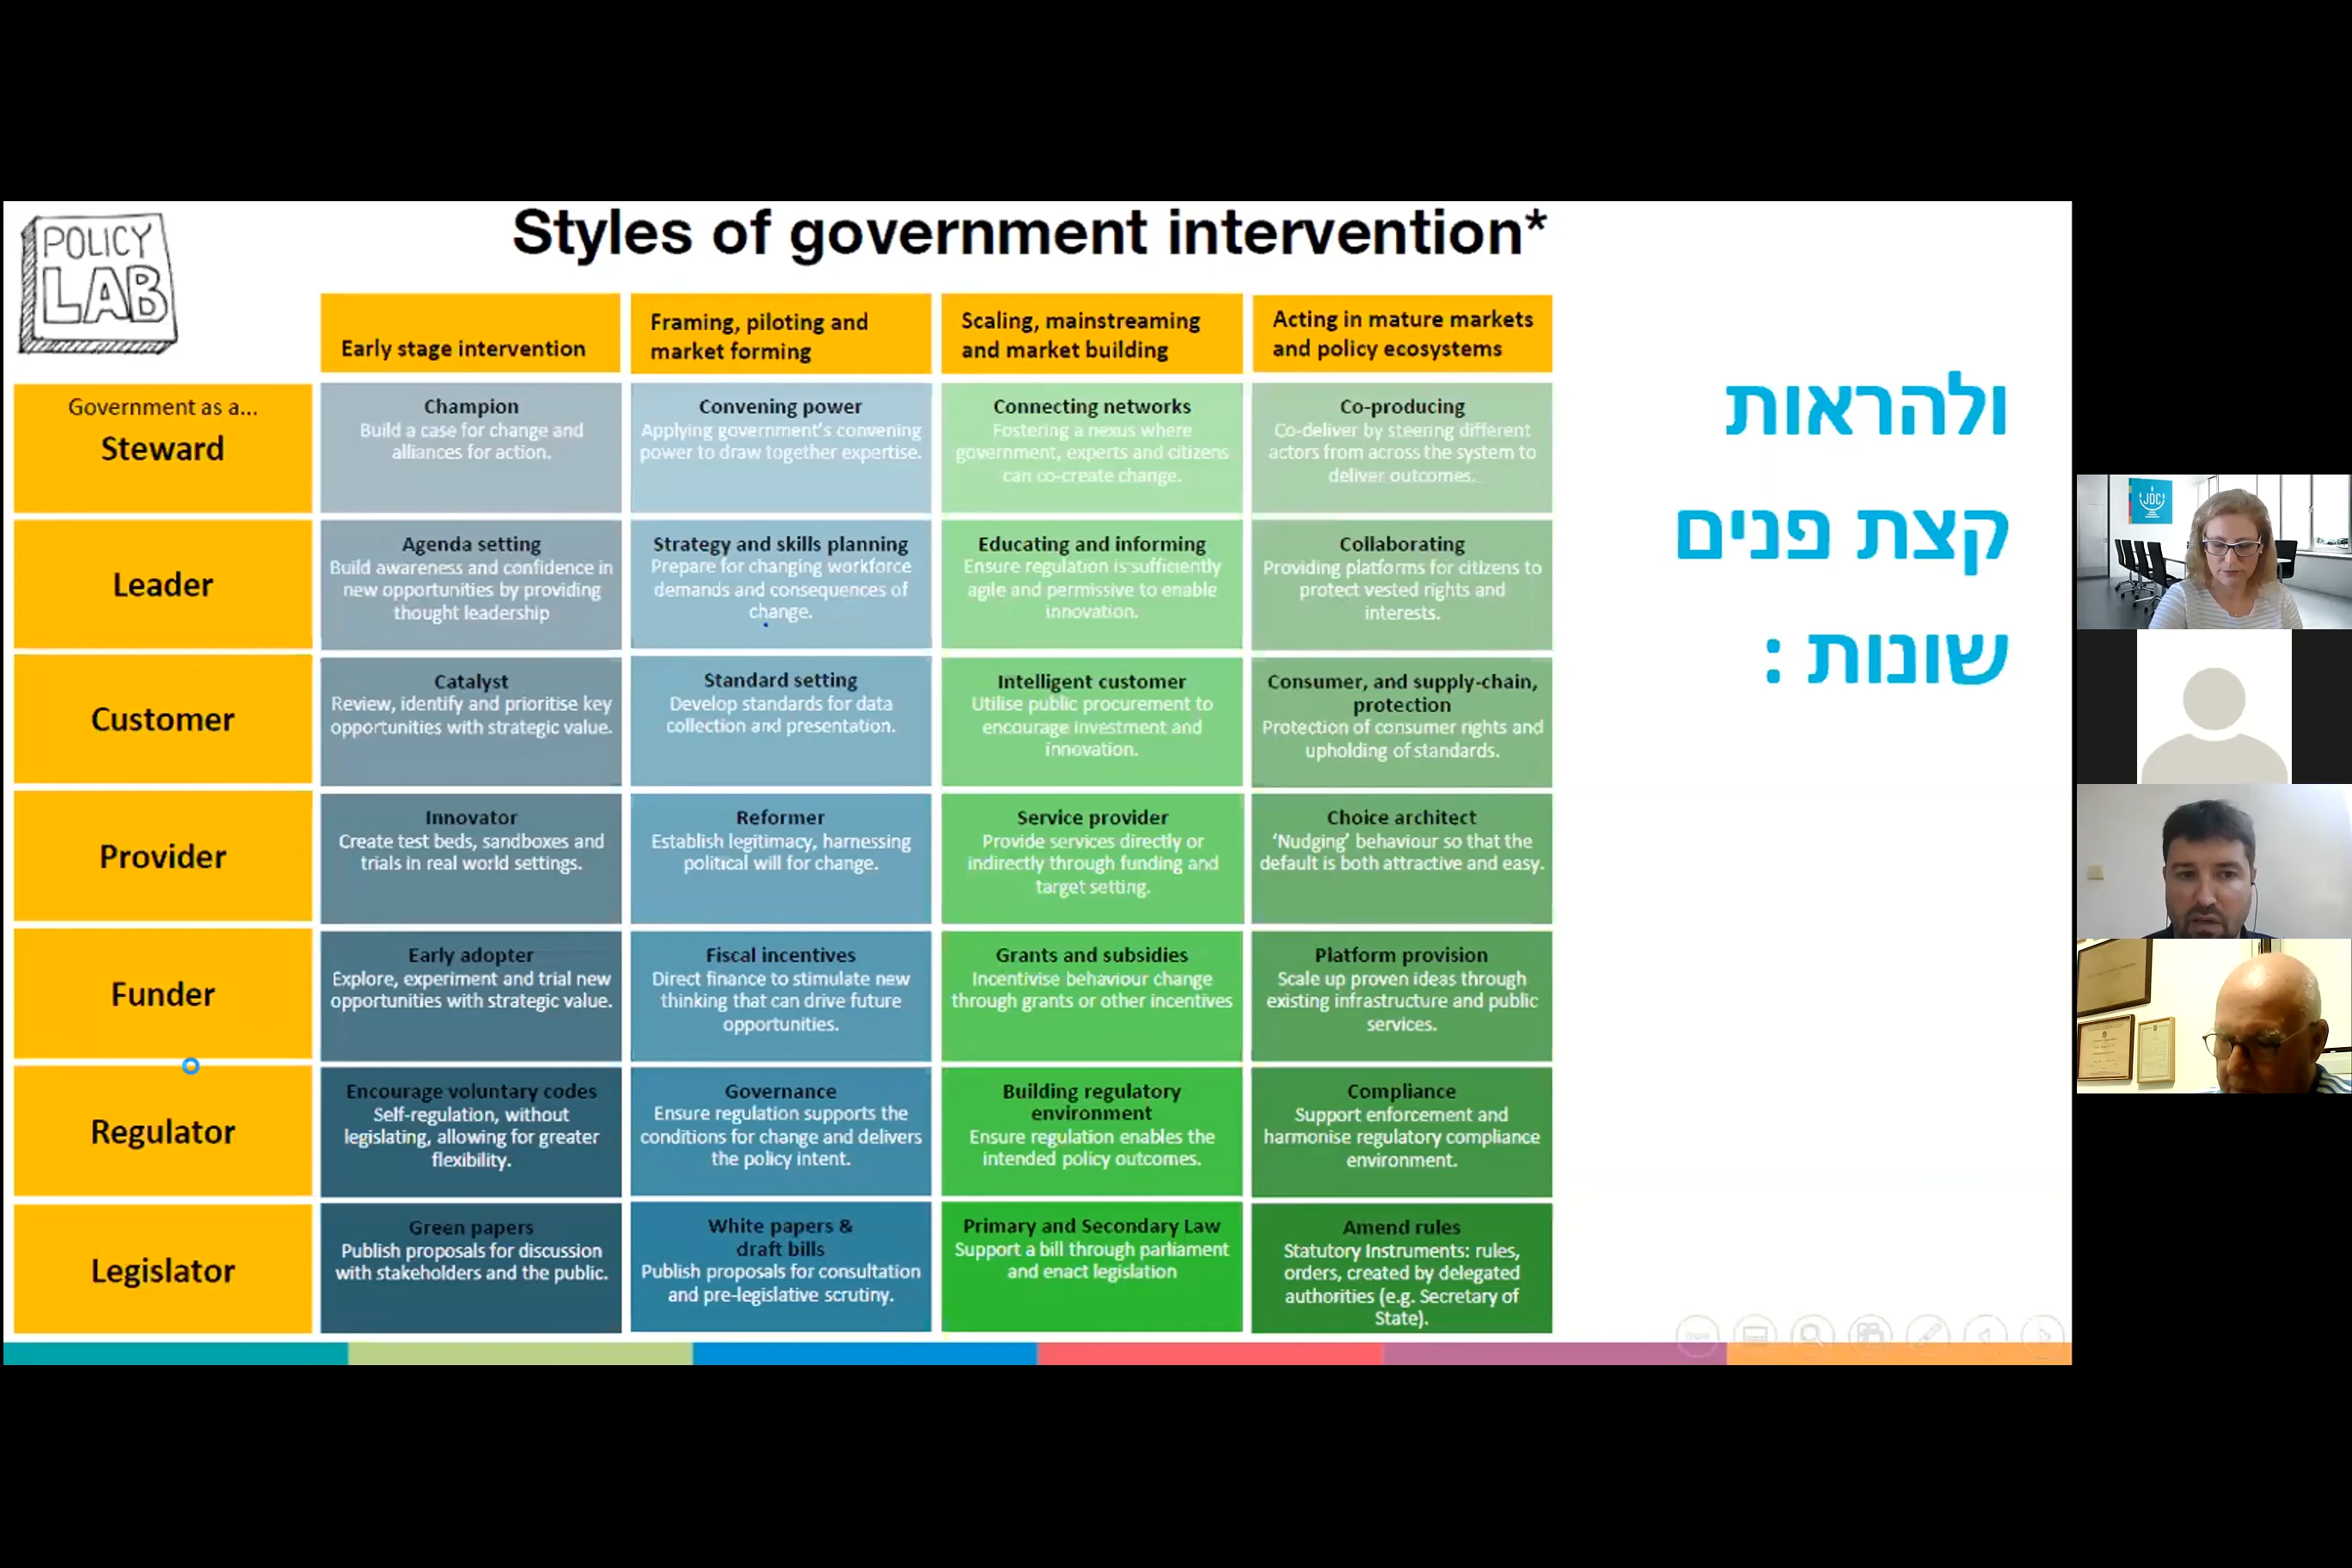 POLICY
LAB
Styles of government intervention*
Early stage intervention
Framing, piloting and
market forming
Scaling, mainstreaming
and market building
Acting in mature markets
and policy ecosystems
Government as a...
Steward
Champion
Build a case for change and
alliances for action.
Convening power
Applying government's convening
power to draw together expertise.
Connecting networks
Fostering a nexus where
government, experts and citizens
can co-create change.
Co-producing
Co-deliver by steering different
actors from across the system to
deliver outcomes.
Leader
Agenda setting
Build awareness and confidence in
new opportunities by providing
thought leadership
Strategy and skills planning
Prepare for changing workforce
demands and consequences of
change.
Educating and informing
Ensure regulation is sufficiently
agile and permissive to enable
innovation.
Collaborating
Providing platforms for citizens to
protect vested rights and
interests.
Customer
Catalyst
Review, identify and prioritise key
opportunities with strategic value.
Standard setting
Develop standards for data
collection and presentation.
Intelligent customer
Utilise public procurement to
encourage investment and
innovation.
Consumer, and supply-chain,
protection
Protection of consumer rights and
upholding of standards.
Provider
Innovator
Create test beds, sandboxes and
trials in real world settings.
Reformer
Establish legitimacy, harnessing
political will for change.
Service provider
Provide services directly or
indirectly through funding and
target setting.
Choice architect
'Nudging' behaviour so that the
default is both attractive and easy.
Funder
Early adopter
Explore, experiment and trial new
opportunities with strategic value.
Fiscal incentives
Direct finance to stimulate new
thinking that can drive future
opportunities.
Grants and subsidies
Incentivise behaviour change
through grants or other incentives
Platform provision
Scale up proven ideas through
existing infrastructure and public
services.
Regulator
Encourage voluntary codes
Self-regulation, without
legislating, allowing for greater
flexibility.
Governance
Ensure regulation supports the
conditions for change and delivers
the policy intent.
Building regulatory
environment
Ensure regulation enables the
intended policy outcomes.
Compliance
Support enforcement and
harmonise regulatory compliance
environment.
Legislator
Green papers
Publish proposals for discussion
with stakeholders and the public.
White papers &
draft bills
Publish proposals for consultation
and pre-legislative scrutiny.
Primary and Secondary Law
Support a bill through parliament
and enact legislation
Amend rules
Statutory Instruments: rules,
orders, created by delegated
authorities (e.g. Secretary of
State).
ולהראות
קצת פנים
שונות :
JDC